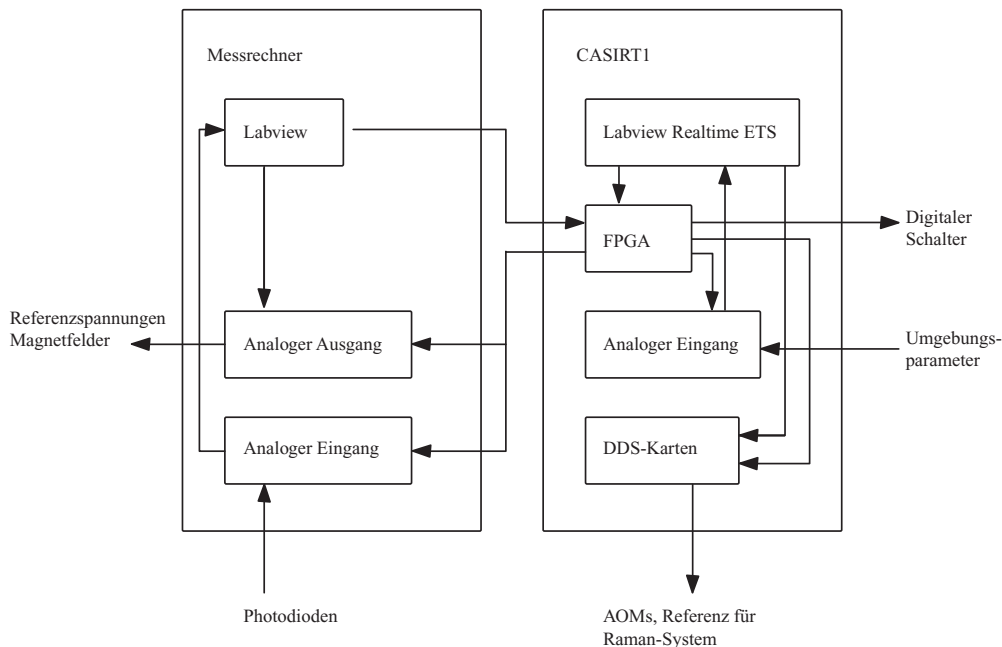 Messrechner
CASIRT1
Labview
Labview Realtime ETS
FPGA
Digitaler
Schalter
Referenzspannungen
Magnetfelder
Analoger Ausgang
Analoger Eingang
Umgebungs-
parameter
Analoger Eingang
DDS-Karten
Photodioden
AOMs, Referenz für
Raman-System